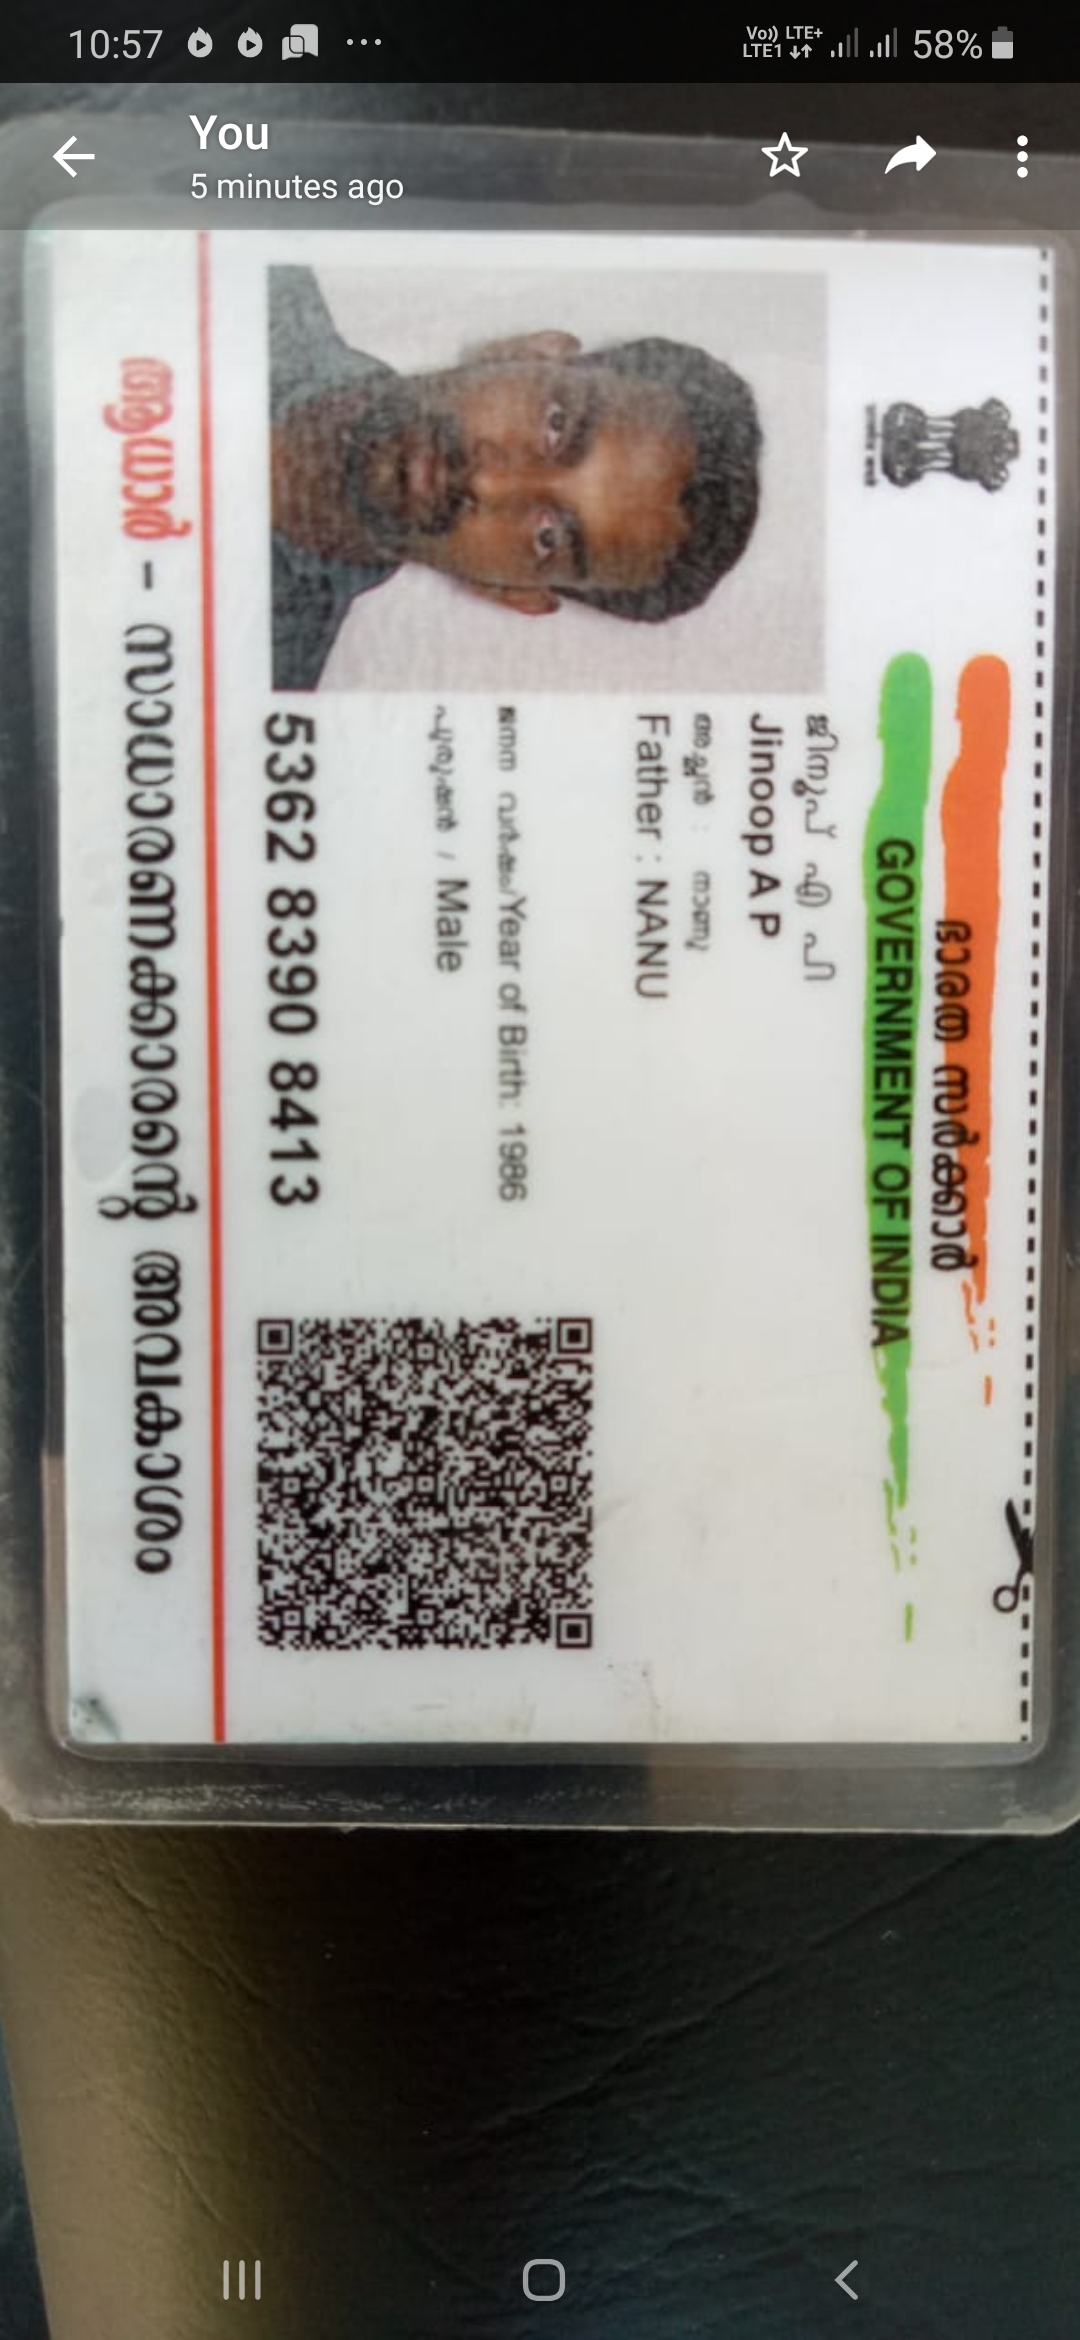 10:57
Vo)) LTE+
LTE1
58%
You
5 minutes ago
ഭാരത സർക്കാർ
GOVERNMENT OF INDIA
ജിനൂപ് എ പി
Jinoop A P
അച്ഛൻ : നാണു
Father : NANU
ജനന വർഷം/Year of Birth: 1986
പുരുഷൻ / Male
5362 8390 8413
ആധാർ - സാധാരണക്കാരന്റെ അവകാശം